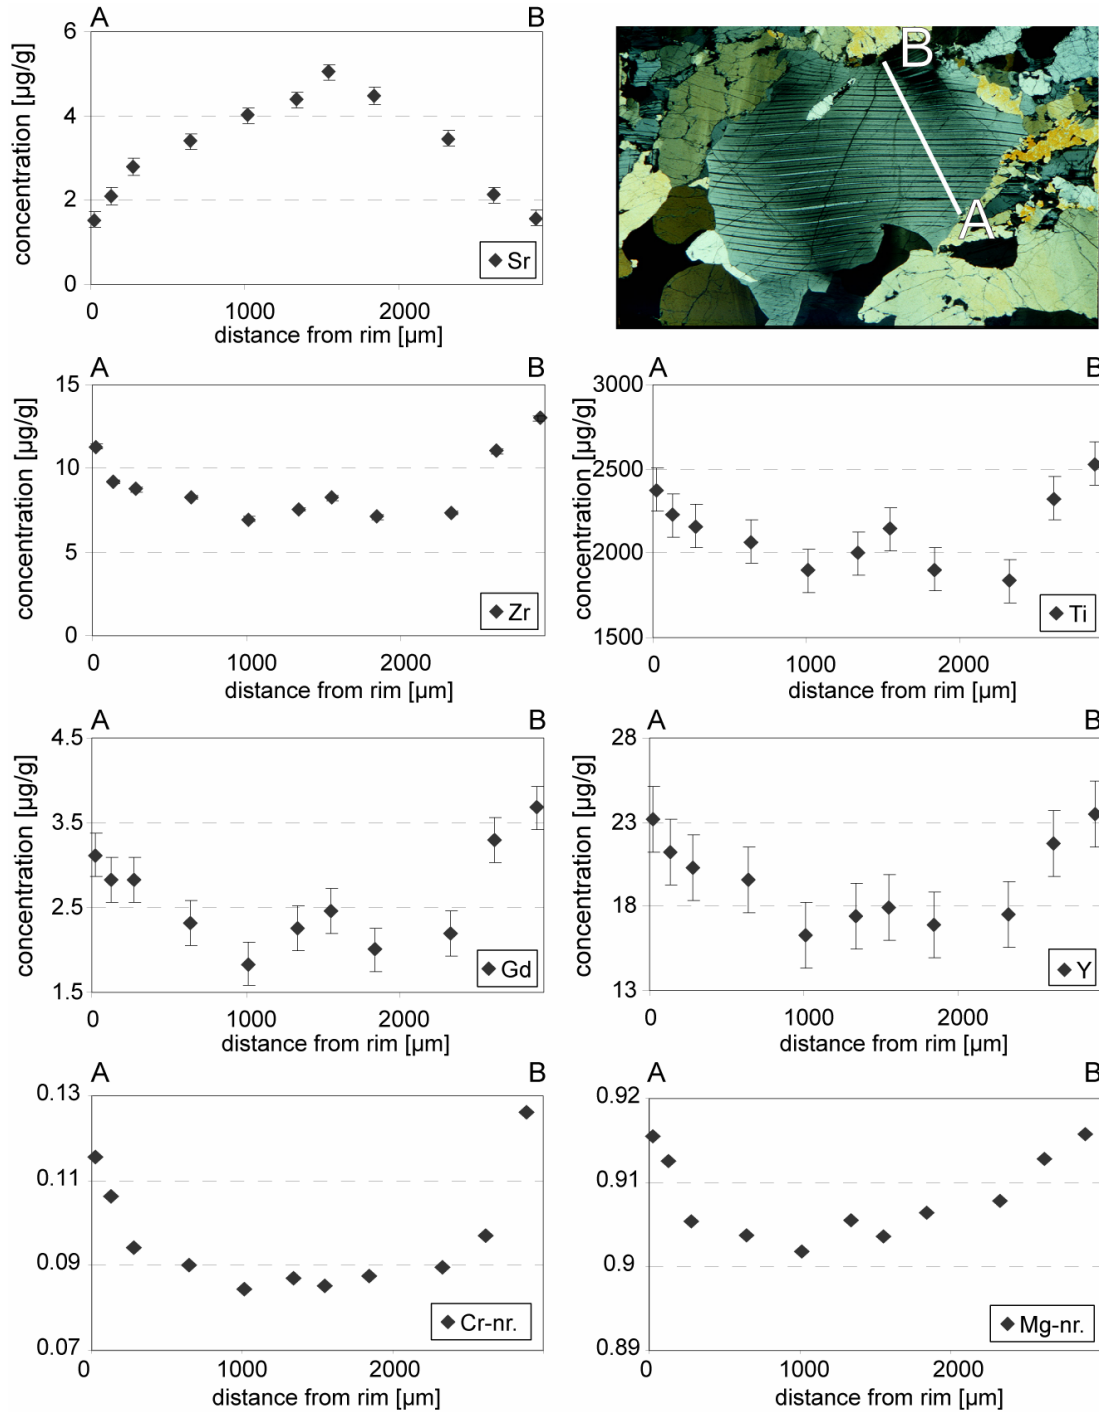 A B
6
4
2
0
concentration [µg/g]
Sr
0 1000 2000
distance from rim [µm]
B
A
A B
15
10
5
0
concentration [µg/g]
Zr
0 1000 2000
distance from rim [µm]
A B
3000
2500
2000
1500
concentration [µg/g]
Ti
0 1000 2000
distance from rim [µm]
A B
4.5
3.5
2.5
1.5
concentration [µg/g]
Gd
0 1000 2000
distance from rim [µm]
A B
28
23
18
13
concentration [µg/g]
Y
0 1000 2000
distance from rim [µm]
A B
0.13
0.11
0.09
0.07
Cr-nr.
0 1000 2000
distance from rim [µm]
A B
0.92
0.91
0.9
0.89
Mg-nr.
0 1000 2000
distance from rim [µm]